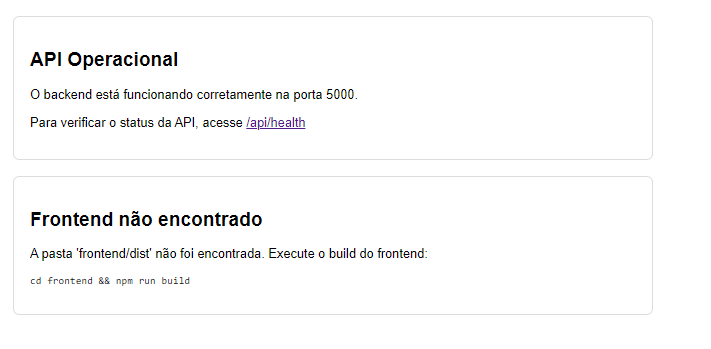 API Operacional
O backend está funcionando corretamente na porta 5000.
Para verificar o status da API, acesse /api/health
Frontend não encontrado
A pasta 'frontend/dist' não foi encontrada. Execute o build do frontend:
cd frontend && npm run build